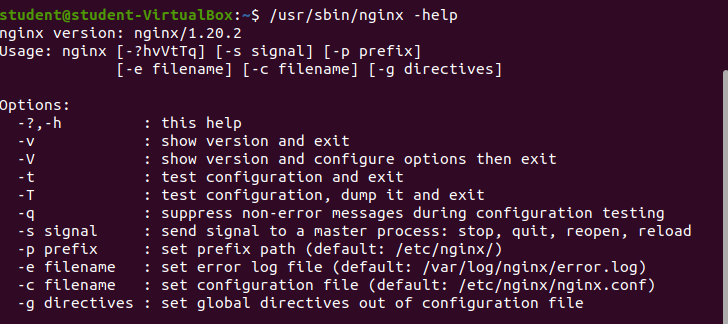 student@student-VirtualBox:~$ /usr/sbin/nginx -help
nginx version: nginx/1.20.2
Usage: nginx [-?hvVtTq] [-s signal] [-p prefix]
             [-e filename] [-c filename] [-g directives]

Options:
  -?,-h         : this help
  -v            : show version and exit
  -V            : show version and configure options then exit
  -t            : test configuration and exit
  -T            : test configuration, dump it and exit
  -q            : suppress non-error messages during configuration testing
  -s signal     : send signal to a master process: stop, quit, reopen, reload
  -p prefix     : set prefix path (default: /etc/nginx/)
  -e filename   : set error log file (default: /var/log/nginx/error.log)
  -c filename   : set configuration file (default: /etc/nginx/nginx.conf)
  -g directives : set global directives out of configuration file